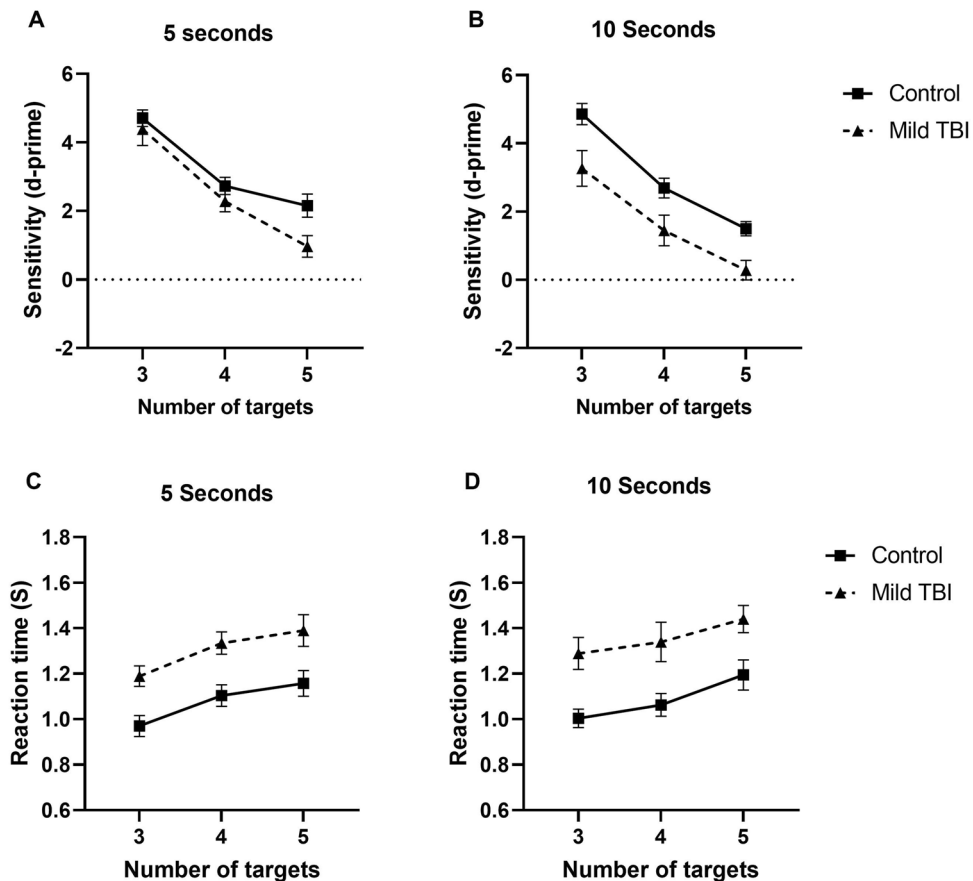 A
5 seconds
6
4
2
0
-2
Sensitivity (d-prime)
3 4 5
Number of targets
B
10 Seconds
6
4
2
0
-2
Sensitivity (d-prime)
3 4 5
Number of targets
Control
Mild TBI
C
5 Seconds
1.8
1.6
1.4
1.2
1.0
0.8
0.6
Reaction time (S)
3 4 5
Number of targets
D
10 Seconds
1.8
1.6
1.4
1.2
1.0
0.8
0.6
Reaction time (S)
3 4 5
Number of targets
Control
Mild TBI